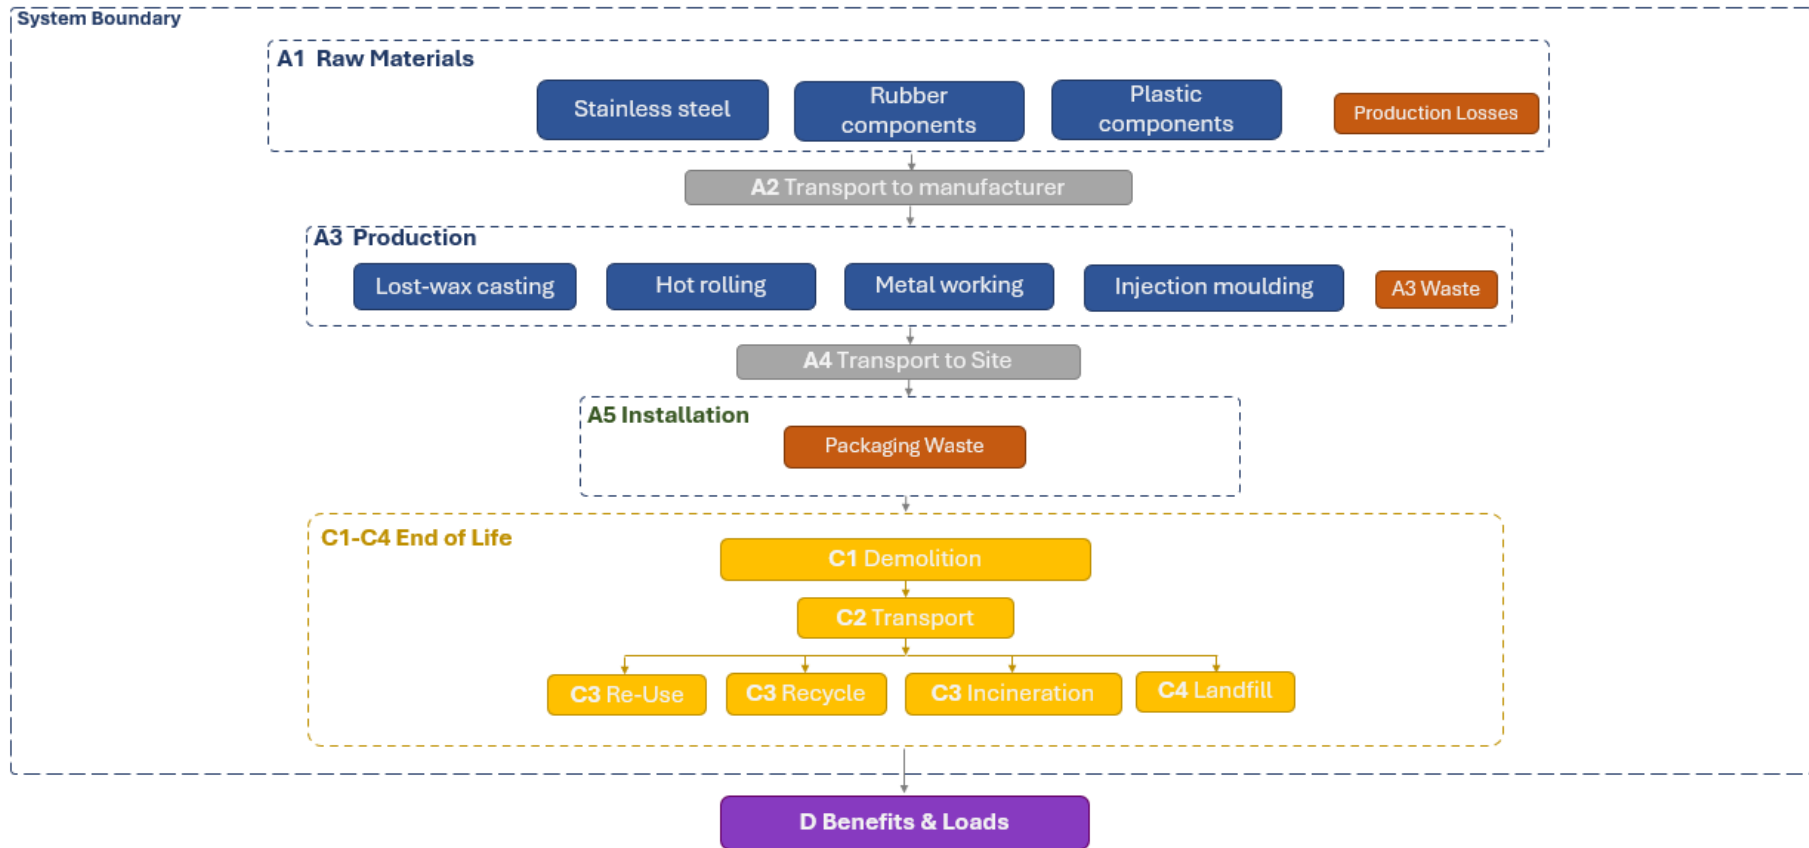 System Boundary
A1  Raw Materials
Stainless steel
Rubber
components
Plastic
components
Production Losses
A2 Transport to manufacturer
A3  Production
Lost-wax casting
Hot rolling
Metal working
Injection moulding
A3 Waste
A4 Transport to Site
A5 Installation
Packaging Waste
C1-C4 End of Life
C1 Demolition
C2 Transport
C3 Re-Use
C3 Recycle
C3 Incineration
C4 Landfill
D Benefits & Loads